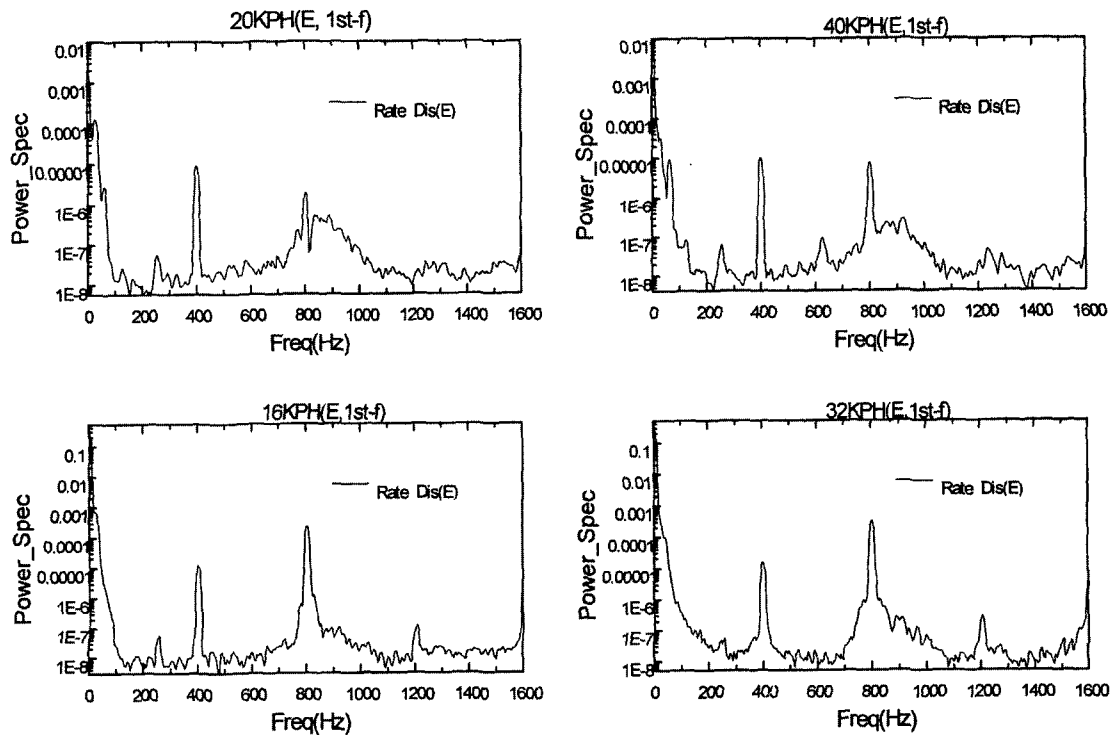 20KPH(E, 1st-f)
0.01
0.001
0.0001
0.00001
1E-6
1E-7
1E-8
Power_Spec
Rate Dis(E)
0 200 400 600 800 1000 1200 1400 1600
Freq(Hz)
40KPH(E,1st-f)
0.01
0.001
0.0001
0.00001
1E-6
1E-7
1E-8
Power_Spec
Rate Dis(E)
0 200 400 600 800 1000 1200 1400 1600
Freq(Hz)
16KPH(E,1st-f)
0.1
0.01
0.001
0.0001
0.00001
1E-6
1E-7
1E-8
Power_Spec
Rate Dis(E)
0 200 400 600 800 1000 1200 1400 1600
Freq(Hz)
32KPH(E,1st-f)
0.1
0.01
0.001
0.0001
0.00001
1E-6
1E-7
1E-8
Power_Spec
Rate Dis(E)
0 200 400 600 800 1000 1200 1400 1600
Freq(Hz)